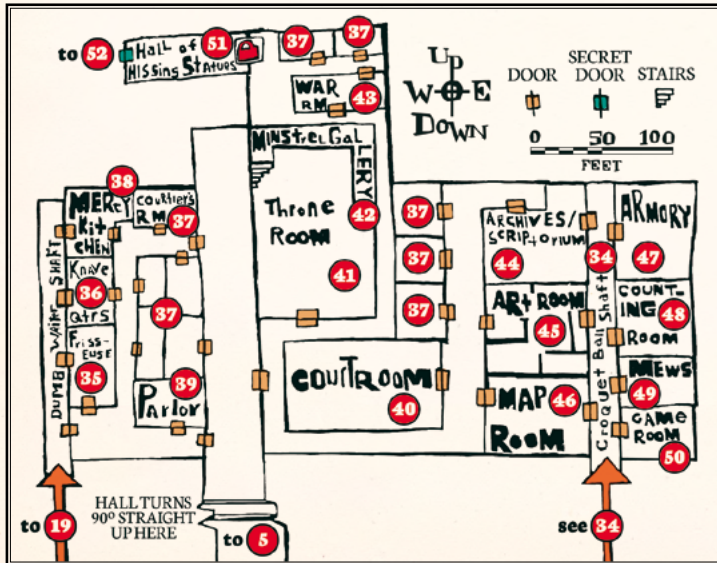 to 52
HALL OF
HISSING STATUES
51
37
37
WAR
RM
43
UP
W E
DOWN
DOOR
SECRET
DOOR
STAIRS
0 50 100
FEET
MINSTREL GAL
LERY
42
THRONE
ROOM
41
38
MERCY
KIT
CHEN
COURTIER'S
RM
37
KNAVE
36
QTRS
FRISS-
EUSE
35
DUMB WAITER SHAFT
37
39
PARLOR
COURTROOM
40
37
37
37
ARCHIVES/
SCRIPTORIUM
44
ART ROOM
45
MAP
ROOM
46
34
CROQUET BALL SHAFT
ARMORY
47
COUNT-
ING
ROOM
48
MEWS
49
GAME
ROOM
50
HALL TURNS
90º STRAIGHT
UP HERE
to 19
to 5
see 34